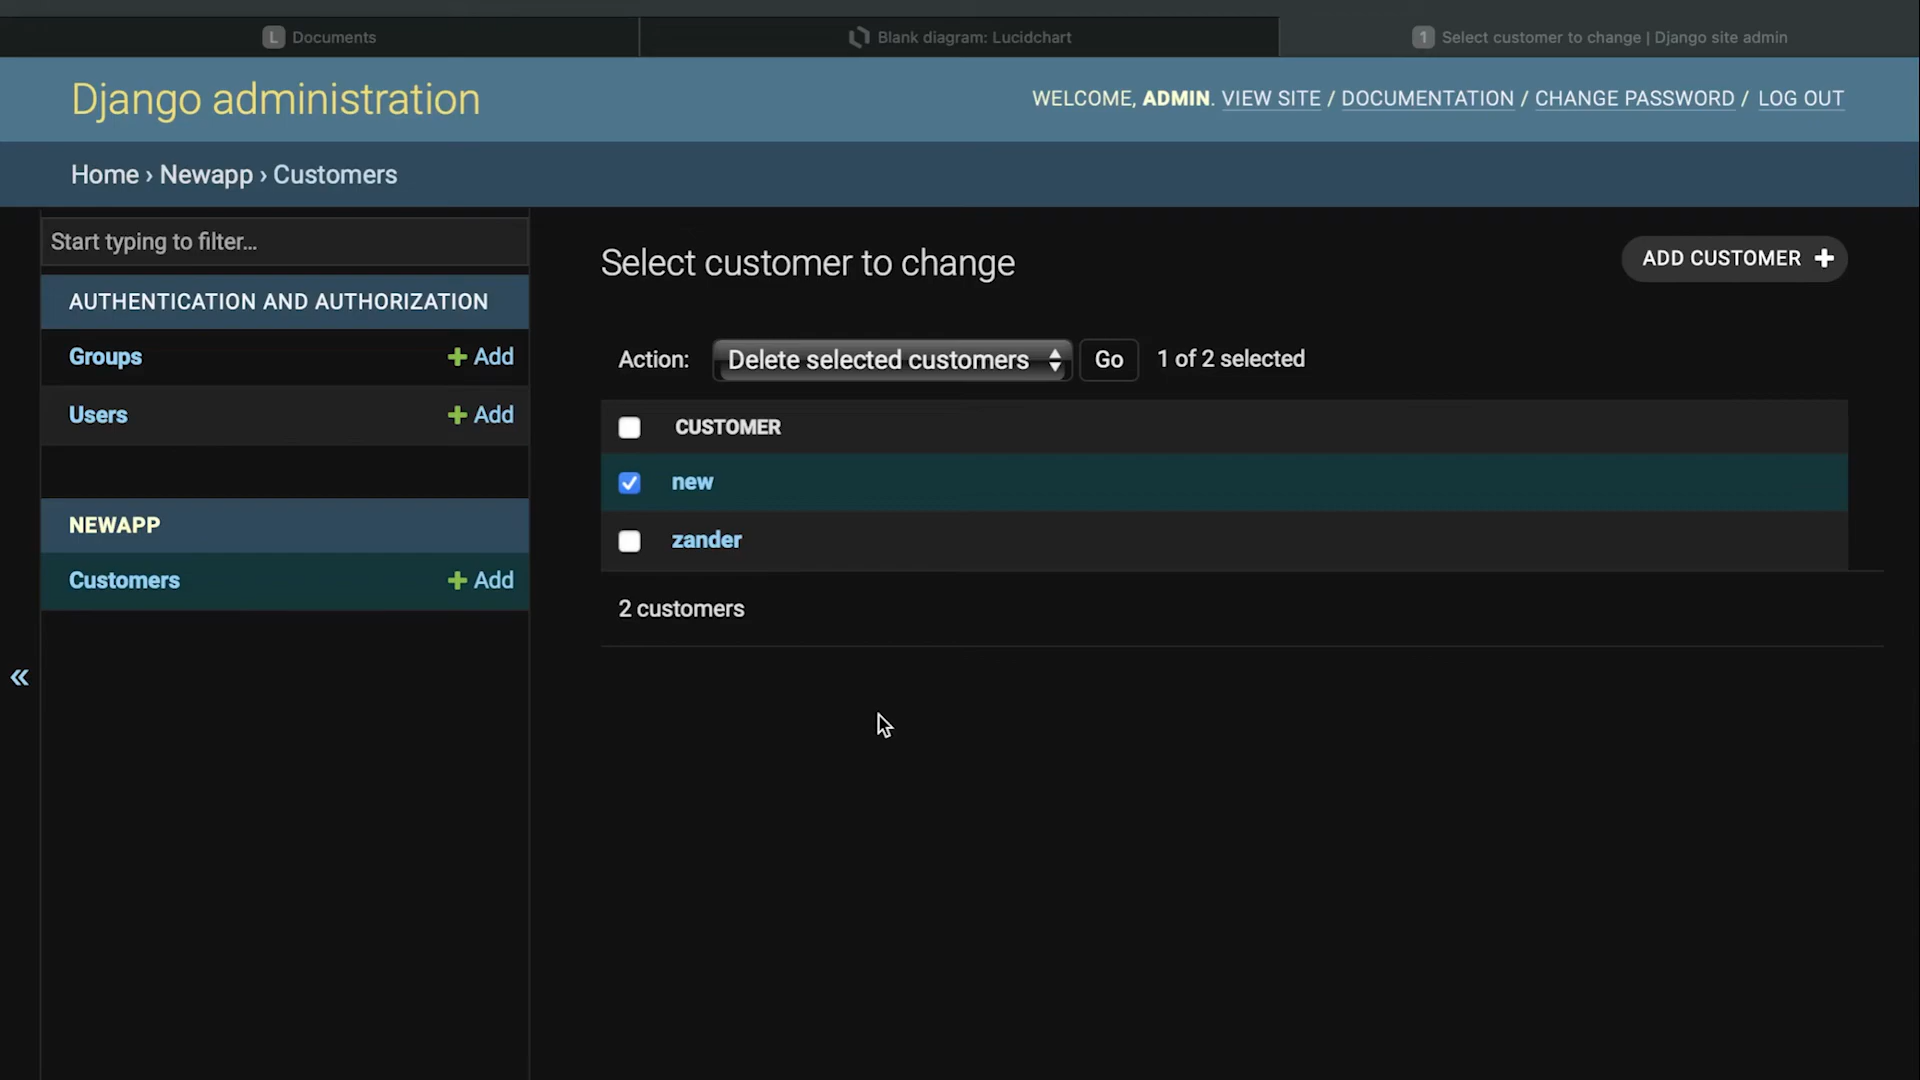 L Documents
Blank diagram: Lucidchart
1 Select customer to change | Django site admin
Django administration
WELCOME, ADMIN. VIEW SITE / DOCUMENTATION / CHANGE PASSWORD / LOG OUT
Home › Newapp › Customers
Start typing to filter...
Select customer to change
ADD CUSTOMER +
AUTHENTICATION AND AUTHORIZATION
Groups + Add
Users + Add
NEWAPP
Customers + Add
«
Action: Delete selected customers Go 1 of 2 selected
CUSTOMER
new
zander
2 customers